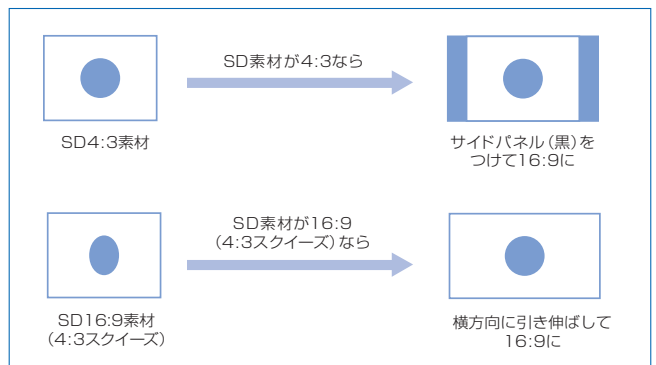 SD素材が4:3なら
SD4:3素材
サイドパネル(黒)を
つけて16:9に
SD素材が16:9
(4:3スクイーズ)なら
SD16:9素材
(4:3スクイーズ)
横方向に引き伸ばして
16:9に